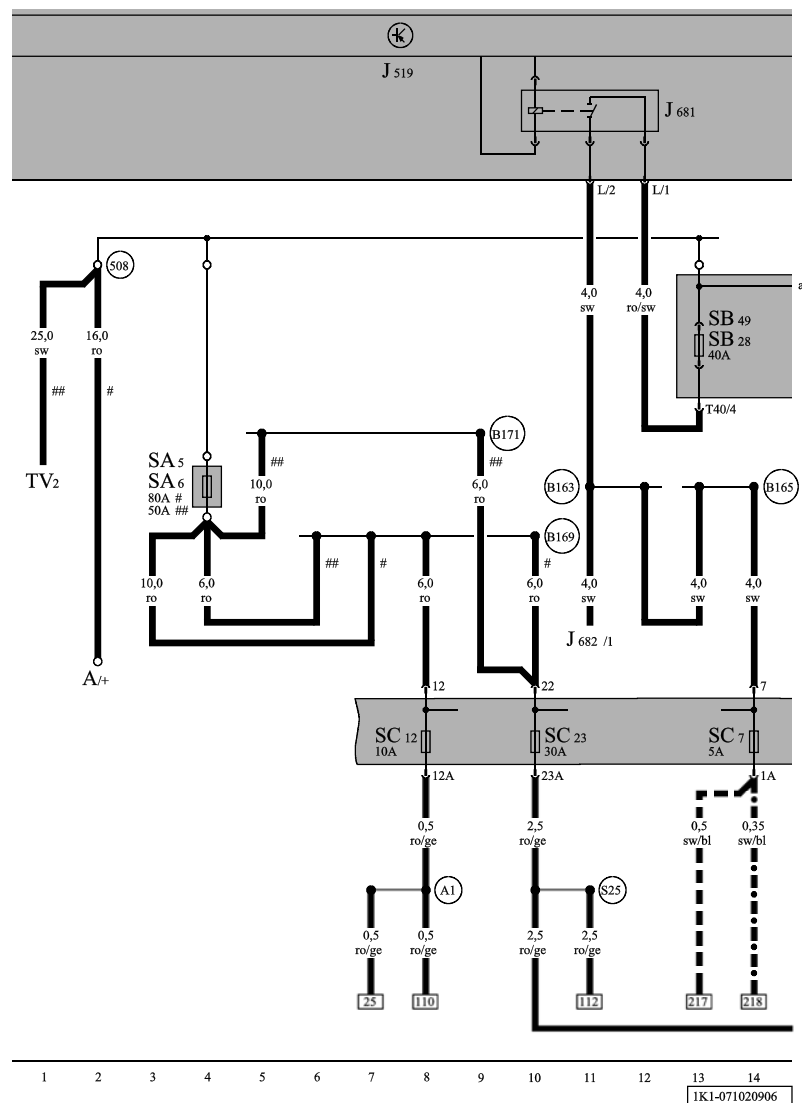 J 519
J 681
L/2
L/1
508
25,0
sw
16,0
ro
4,0
sw
4,0
ro/sw
a
SB 49
SB 28
40A
##
#
T40/4
TV2
B171
SA 5
SA 6
80A #
50A ##
##
10,0
ro
##
6,0
ro
B163
B165
B169
##
#
#
10,0
ro
6,0
ro
6,0
ro
6,0
ro
4,0
sw
4,0
sw
4,0
sw
J 682 /1
A/+
12
22
7
SC 12
10A
SC 23
30A
SC 7
5A
12A
23A
1A
0,5
ro/ge
2,5
ro/ge
0,5
sw/bl
0,35
sw/bl
A1
S25
0,5
ro/ge
0,5
ro/ge
2,5
ro/ge
2,5
ro/ge
25
110
112
217
218
1 2 3 4 5 6 7 8 9 10 11 12 13 14
1K1-071020906